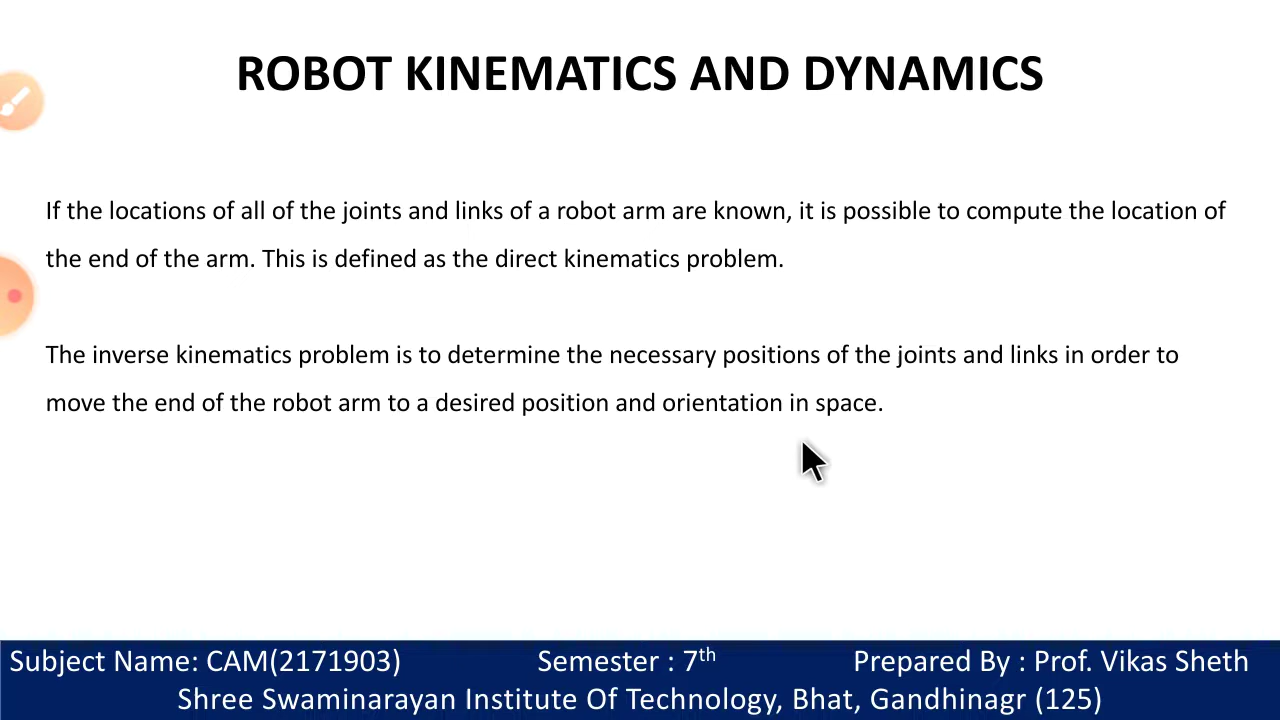 ROBOT KINEMATICS AND DYNAMICS
If the locations of all of the joints and links of a robot arm are known, it is possible to compute the location of
the end of the arm. This is defined as the direct kinematics problem.
The inverse kinematics problem is to determine the necessary positions of the joints and links in order to
move the end of the robot arm to a desired position and orientation in space.
Subject Name: CAM(2171903) Semester : 7th Prepared By : Prof. Vikas Sheth
Shree Swaminarayan Institute Of Technology, Bhat, Gandhinagr (125)